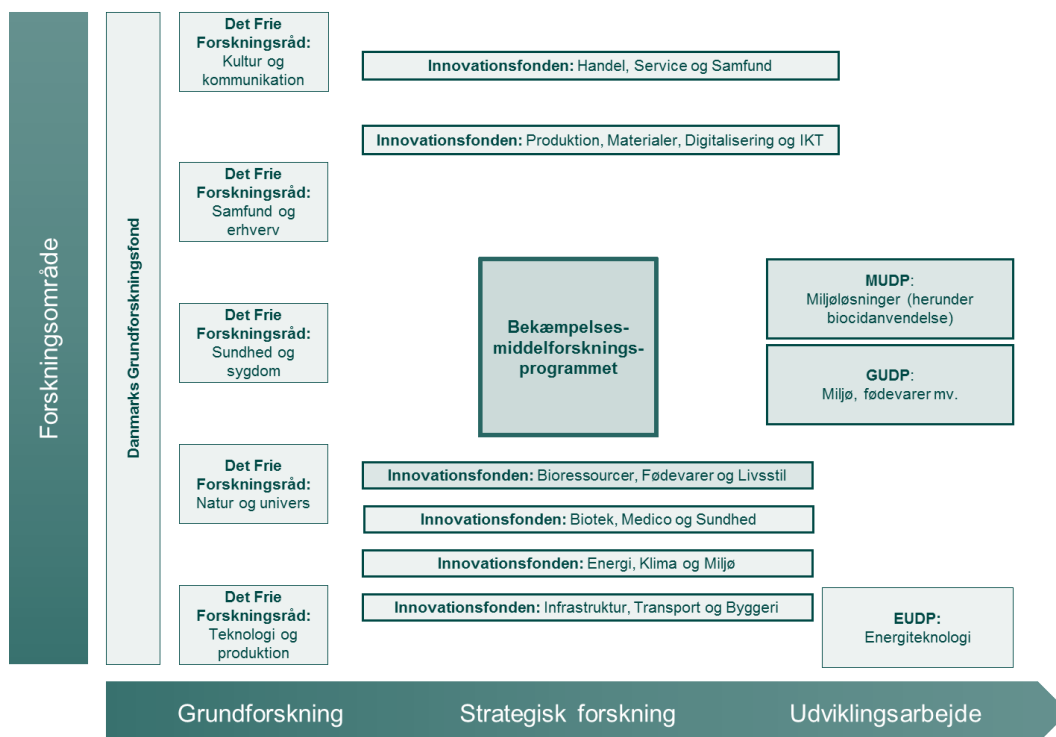 Forskningsområde
Danmarks Grundforskningsfond
Det Frie
Forskningsråd:
Kultur og
kommunikation
Det Frie
Forskningsråd:
Samfund og
erhverv
Det Frie
Forskningsråd:
Sundhed og
sygdom
Det Frie
Forskningsråd:
Natur og univers
Det Frie
Forskningsråd:
Teknologi og
produktion
Innovationsfonden: Handel, Service og Samfund
Innovationsfonden: Produktion, Materialer, Digitalisering og IKT
Bekæmpelses-
middelforsknings-
programmet
Innovationsfonden: Bioressourcer, Fødevarer og Livsstil
Innovationsfonden: Biotek, Medico og Sundhed
Innovationsfonden: Energi, Klima og Miljø
Innovationsfonden: Infrastruktur, Transport og Byggeri
MUDP:
Miljøløsninger (herunder
biocidanvendelse)
GUDP:
Miljø, fødevarer mv.
EUDP:
Energiteknologi
Grundforskning
Strategisk forskning
Udviklingsarbejde